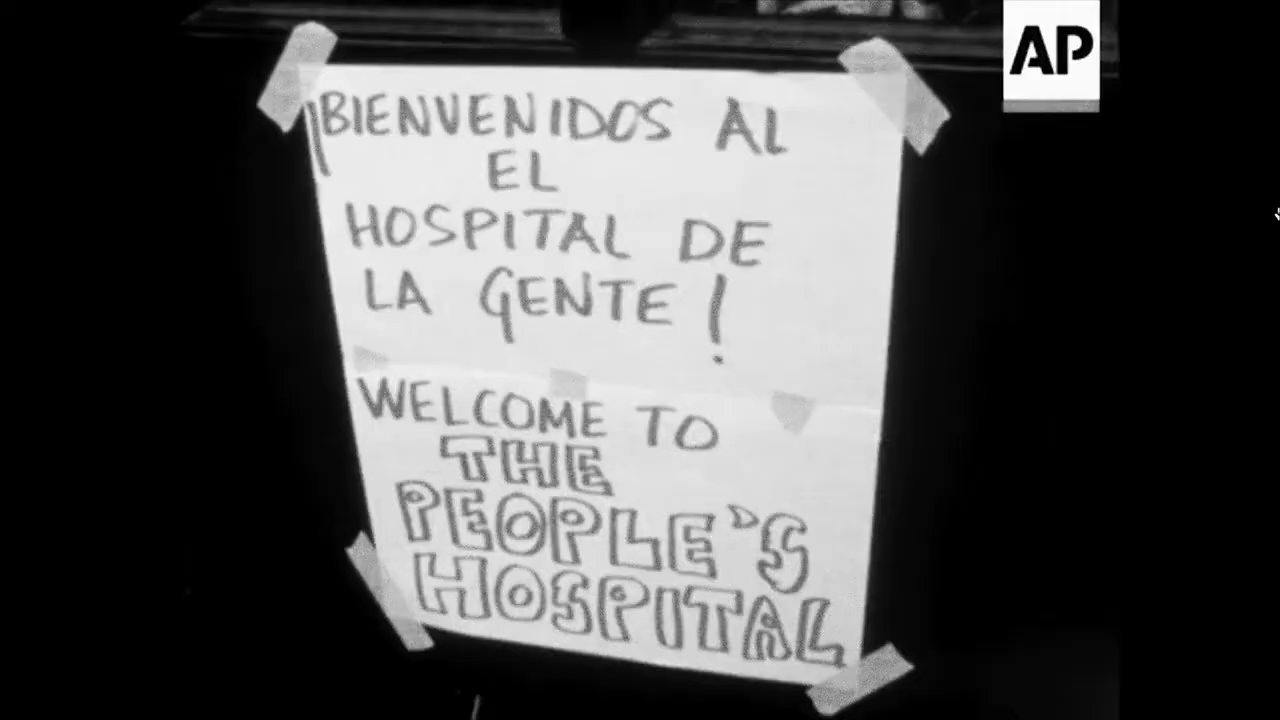 AP
¡BIENVENIDOS AL
EL
HOSPITAL DE
LA GENTE!
WELCOME TO
THE
PEOPLE'S
HOSPITAL